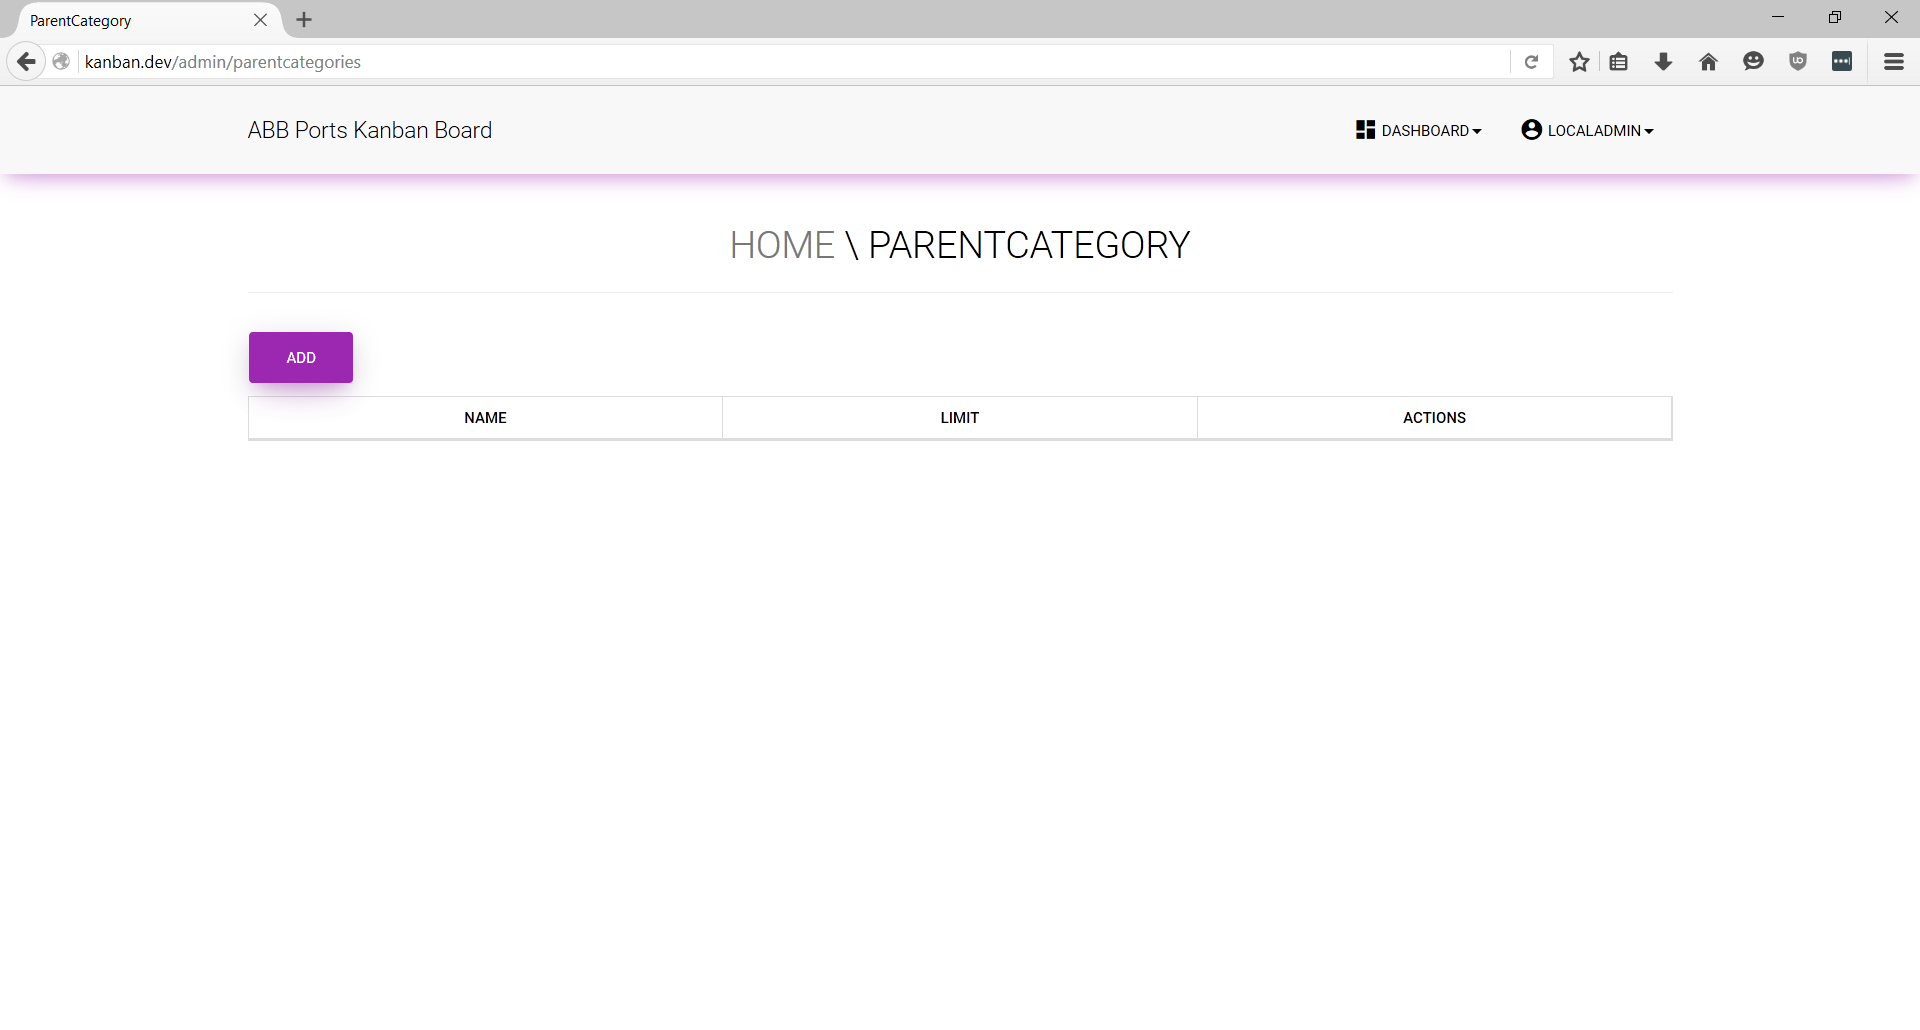 ParentCategory
kanban.dev/admin/parentcategories
ABB Ports Kanban Board
DASHBOARD
LOCALADMIN
HOME \ PARENTCATEGORY
ADD
NAME LIMIT ACTIONS